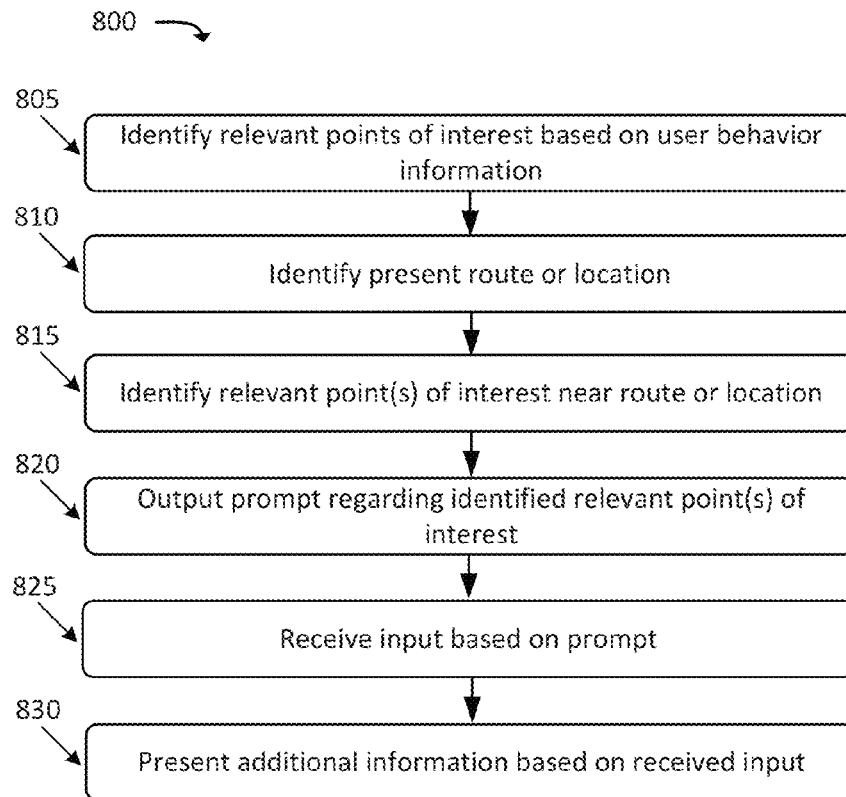 800
805
Identify relevant points of interest based on user behavior
information
810
Identify present route or location
815
Identify relevant point(s) of interest near route or location
820
Output prompt regarding identified relevant point(s) of
interest
825
Receive input based on prompt
830
Present additional information based on received input